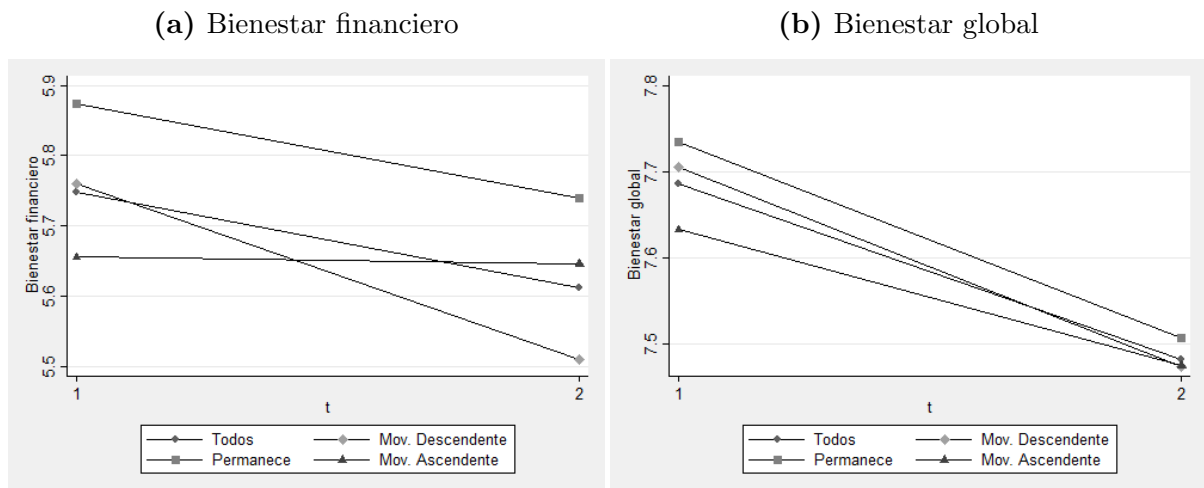 (a) Bienestar financiero
5.9
5.8
5.7
5.6
5.5
Bienestar financiero
1
2
t
Todos
Mov. Descendente
Permanece
Mov. Ascendente
(b) Bienestar global
7.8
7.7
7.6
7.5
Bienestar global
1
2
t
Todos
Mov. Descendente
Permanece
Mov. Ascendente